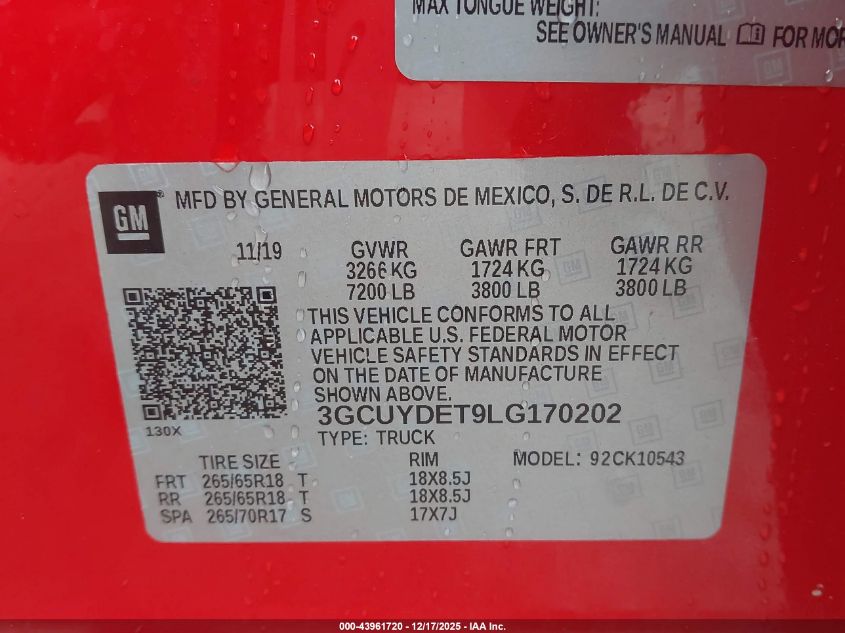 MAX TONGUE WEIGHT:
SEE OWNER'S MANUAL FOR MOR
GM
MFD BY GENERAL MOTORS DE MEXICO, S. DE R.L. DE C.V.
11/19 GVWR GAWR FRT GAWR RR
3266 KG 1724 KG 1724 KG
7200 LB 3800 LB 3800 LB
THIS VEHICLE CONFORMS TO ALL
APPLICABLE U.S. FEDERAL MOTOR
VEHICLE SAFETY STANDARDS IN EFFECT
ON THE DATE OF MANUFACTURE
SHOWN ABOVE.
130X
3GCUYDET9LG170202
TYPE: TRUCK
TIRE SIZE RIM MODEL: 92CK10543
FRT 265/65R18 T 18X8.5J
RR 265/65R18 T 18X8.5J
SPA 265/70R17 S 17X7J
000-43961720 - 12/17/2025 - IAA Inc.